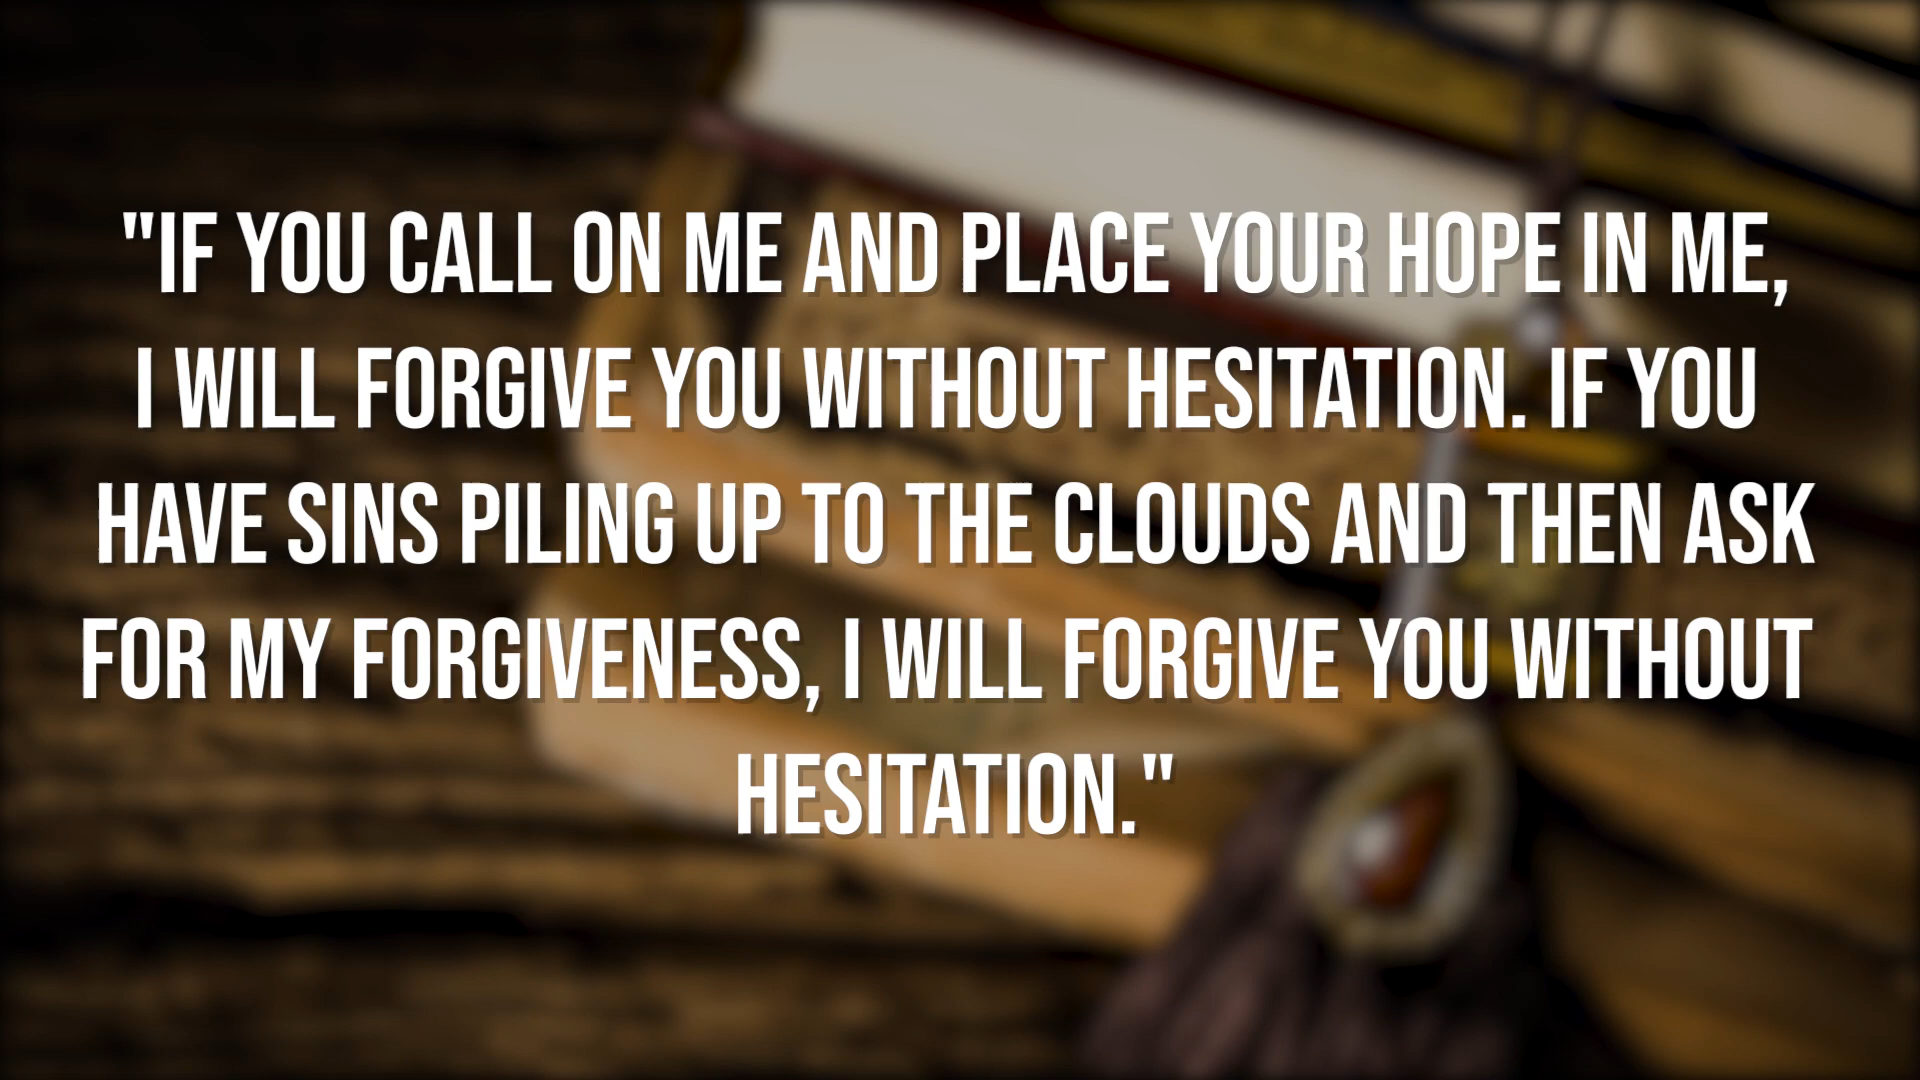 "IF YOU CALL ON ME AND PLACE YOUR HOPE IN ME,
I WILL FORGIVE YOU WITHOUT HESITATION. IF YOU
HAVE SINS PILING UP TO THE CLOUDS AND THEN ASK
FOR MY FORGIVENESS, I WILL FORGIVE YOU WITHOUT
HESITATION."